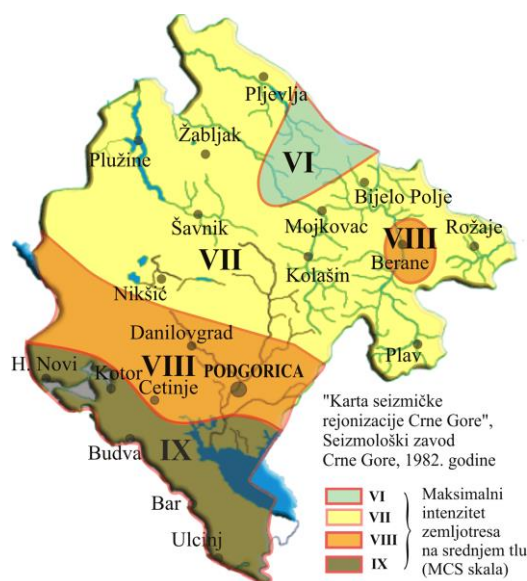 Pljevlja
Žabljak
Plužine
VI
Bijelo Polje
Šavnik
Mojkovac
VIII
Rožaje
VII
Berane
Kolašin
Nikšić
Danilovgrad
Plav
VIII
PODGORICA
H. Novi
Kotor
Cetinje
Budva
IX
Bar
Ulcinj
"Karta seizmičke
rejonizacije Crne Gore",
Seizmološki zavod
Crne Gore, 1982. godine
VI
VII
VIII
IX
Maksimalni
intenzitet
zemljotresa
na srednjem tlu
(MCS skala)